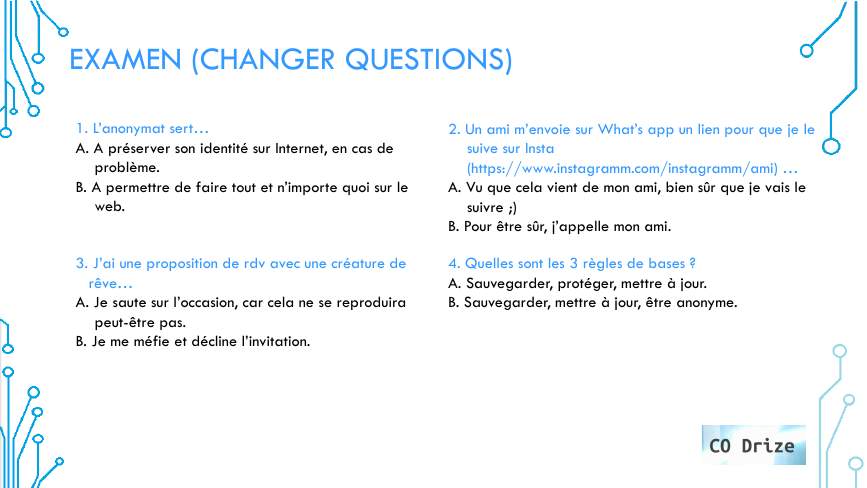 EXAMEN (CHANGER QUESTIONS)
1. L'anonymat sert…
A. A préserver son identité sur Internet, en cas de
problème.
B. A permettre de faire tout et n'importe quoi sur le
web.
2. Un ami m'envoie sur What's app un lien pour que je le
suive sur Insta
(https://www.instagramm.com/instagramm/ami) …
A. Vu que cela vient de mon ami, bien sûr que je vais le
suivre ;)
B. Pour être sûr, j'appelle mon ami.
3. J'ai une proposition de rdv avec une créature de
rêve…
A. Je saute sur l'occasion, car cela ne se reproduira
peut-être pas.
B. Je me méfie et décline l'invitation.
4. Quelles sont les 3 règles de bases ?
A. Sauvegarder, protéger, mettre à jour.
B. Sauvegarder, mettre à jour, être anonyme.
CO Drize